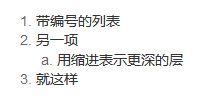 1. 带编号的列表
2. 另一项
a. 用缩进表示更深的层
3. 就这样